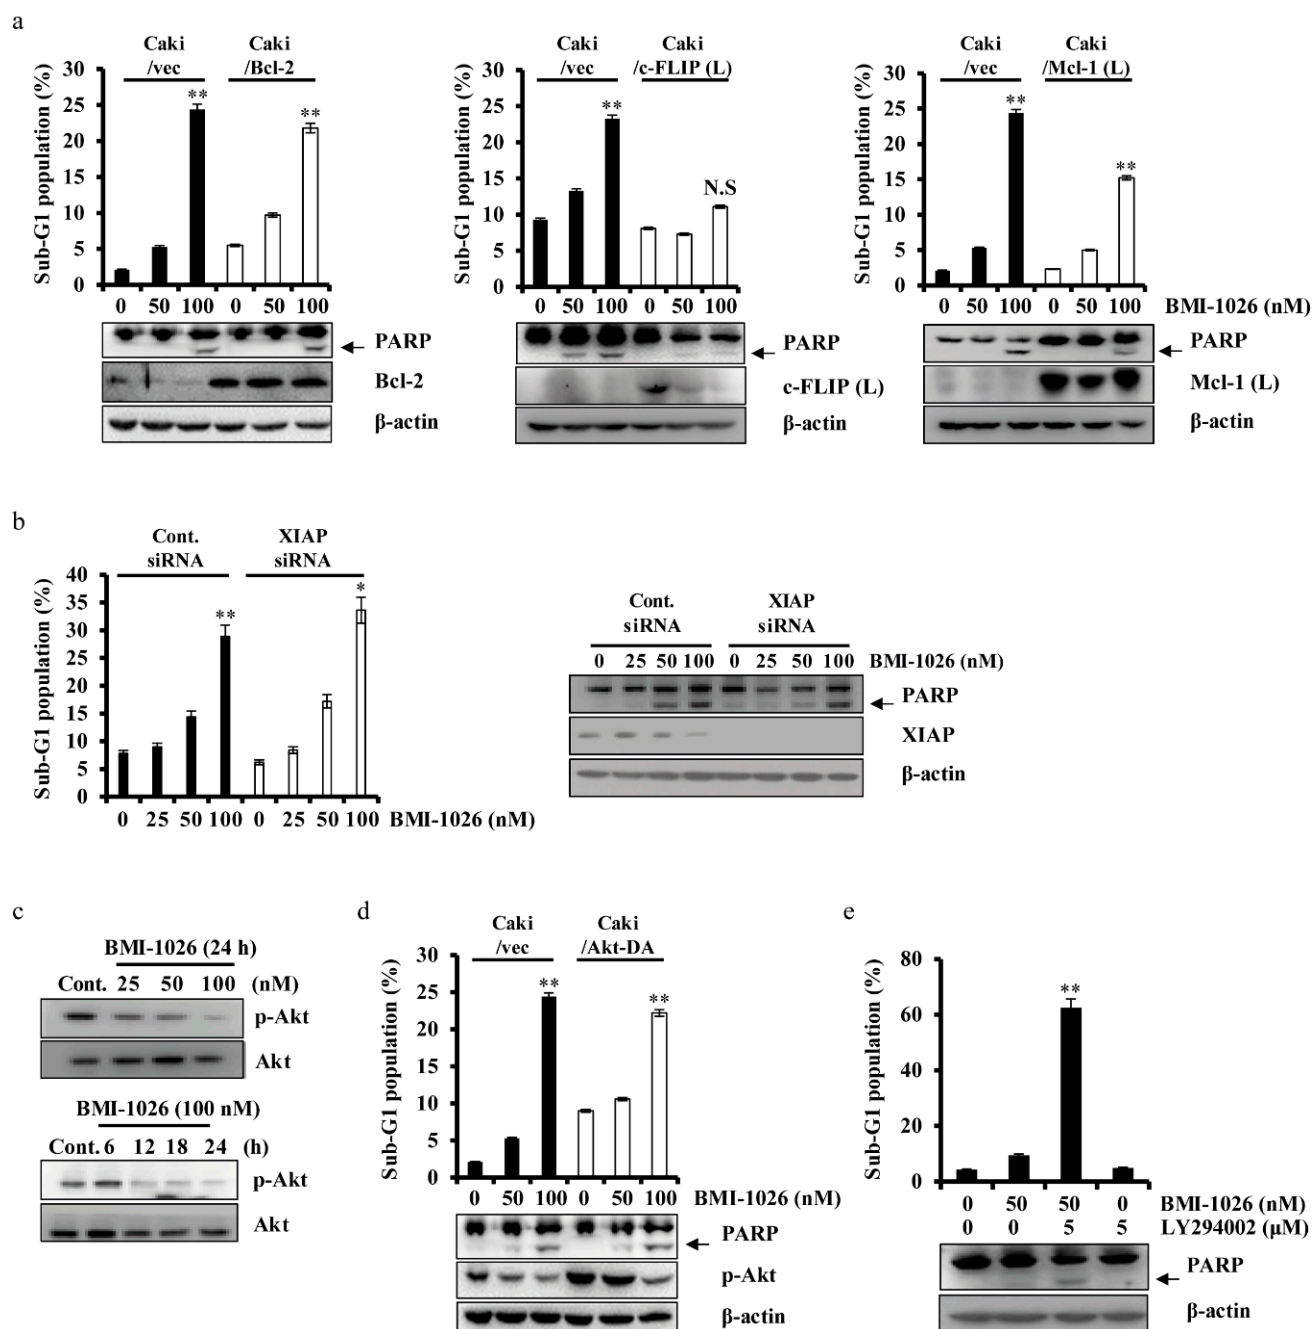 a
Caki Caki
/vec /Bcl-2
Sub-G1 population (%)
30
25
20
15
10
5
0
** **
0 50 100 0 50 100
PARP
Bcl-2
β-actin
Caki Caki
/vec /c-FLIP (L)
Sub-G1 population (%)
30
25
20
15
10
5
0
** N.S
0 50 100 0 50 100
PARP
c-FLIP (L)
β-actin
Caki Caki
/vec /Mcl-1 (L)
Sub-G1 population (%)
30
25
20
15
10
5
0
** **
0 50 100 0 50 100 BMI-1026 (nM)
PARP
Mcl-1 (L)
β-actin
b
Cont. XIAP
siRNA siRNA
Sub-G1 population (%)
40
35
30
25
20
15
10
5
0
** *
0 25 50 100 0 25 50 100 BMI-1026 (nM)
Cont. XIAP
siRNA siRNA
0 25 50 100 0 25 50 100 BMI-1026 (nM)
PARP
XIAP
β-actin
c
BMI-1026 (24 h)
Cont. 25 50 100 (nM)
p-Akt
Akt
BMI-1026 (100 nM)
Cont. 6 12 18 24 (h)
p-Akt
Akt
d
Caki Caki
/vec /Akt-DA
Sub-G1 population (%)
30
25
20
15
10
5
0
** **
0 50 100 0 50 100 BMI-1026 (nM)
PARP
p-Akt
β-actin
e
Sub-G1 population (%)
80
60
40
20
0
**
0 50 50 0 BMI-1026 (nM)
0 0 5 5 LY294002 (μM)
PARP
β-actin